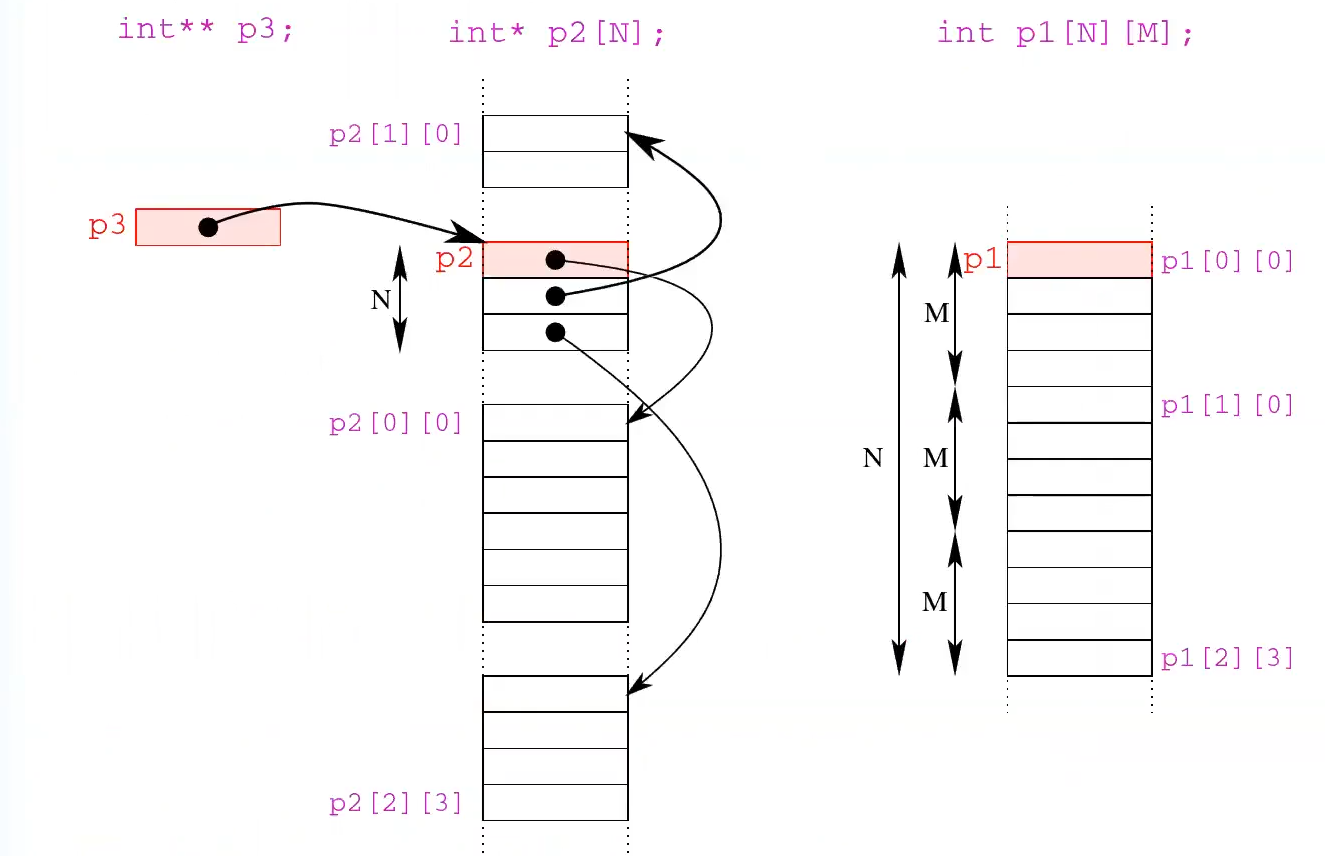 int** p3;
int* p2[N];
int p1[N][M];
p2[1][0]
p3
p2
p1
p1[0][0]
N
M
p2[0][0]
p1[1][0]
N
M
M
p1[2][3]
p2[2][3]